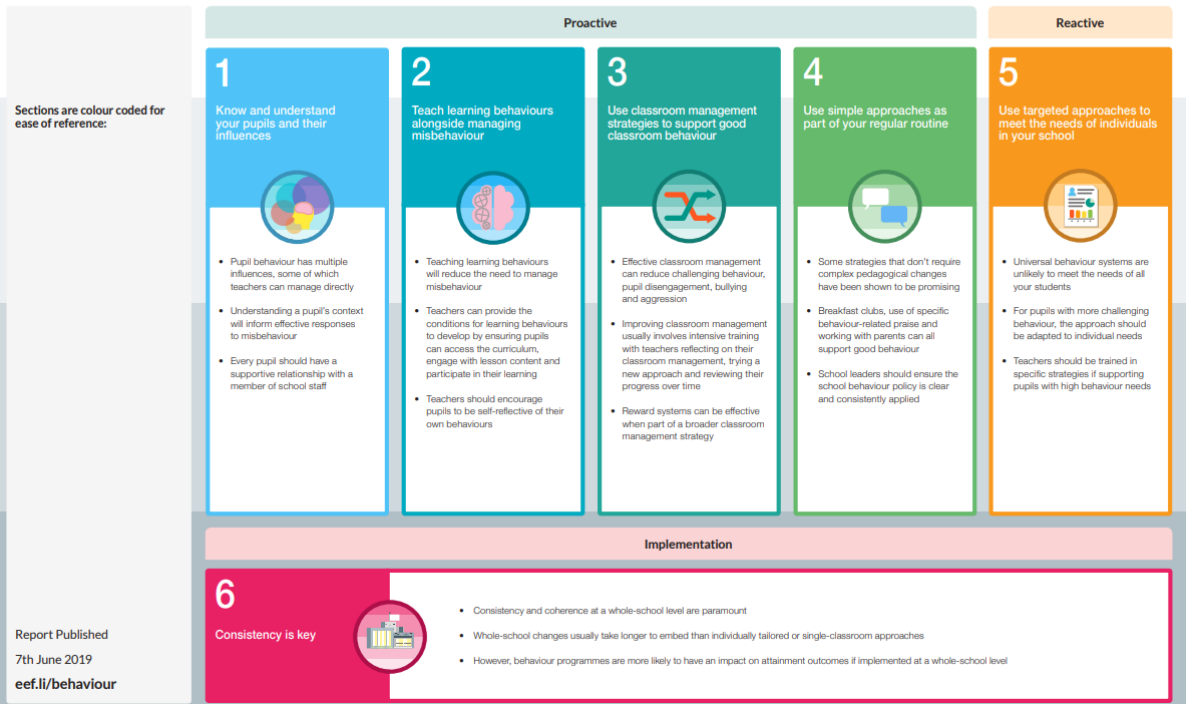 Sections are colour coded for
ease of reference:
Proactive
Reactive
1
Know and understand
your pupils and their
influences
• Pupil behaviour has multiple
influences, some of which
teachers can manage directly
• Understanding a pupil's context
will inform effective responses
to misbehaviour
• Every pupil should have a
supportive relationship with a
member of school staff
2
Teach learning behaviours
alongside managing
misbehaviour
• Teaching learning behaviours
will reduce the need to manage
misbehaviour
• Teachers can provide the
conditions for learning behaviours
to develop by ensuring pupils
can access the curriculum,
engage with lesson content and
participate in their learning
• Teachers should encourage
pupils to be self-reflective of their
own behaviours
3
Use classroom management
strategies to support good
classroom behaviour
• Effective classroom management
can reduce challenging behaviour,
pupil disengagement, bullying
and aggression
• Improving classroom management
usually involves intensive training
with teachers reflecting on their
classroom management, trying a
new approach and reviewing their
progress over time
• Reward systems can be effective
when part of a broader classroom
management strategy
4
Use simple approaches as
part of your regular routine
• Some strategies that don't require
complex pedagogical changes
have been shown to be promising
• Breakfast clubs, use of specific
behaviour-related praise and
working with parents can all
support good behaviour
• School leaders should ensure the
school behaviour policy is clear
and consistently applied
5
Use targeted approaches to
meet the needs of individuals
in your school
• Universal behaviour systems are
unlikely to meet the needs of all
your students
• For pupils with more challenging
behaviour, the approach should
be adapted to individual needs
• Teachers should be trained in
specific strategies if supporting
pupils with high behaviour needs
Implementation
6
Consistency is key
• Consistency and coherence at a whole-school level are paramount
• Whole-school changes usually take longer to embed than individually tailored or single-classroom approaches
• However, behaviour programmes are more likely to have an impact on attainment outcomes if implemented at a whole-school level
Report Published
7th June 2019
eef.li/behaviour